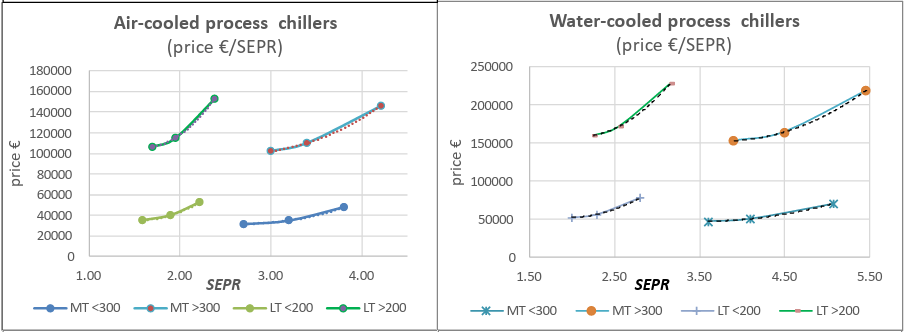 Air-cooled process chillers
(price €/SEPR)
180000
160000
140000
120000
100000
80000
60000
40000
20000
0
price €
1.00 2.00 3.00 4.00
SEPR
MT <300 MT >300 LT <200 LT >200
Water-cooled process chillers
(price €/SEPR)
250000
200000
150000
100000
50000
0
price €
1.50 2.50 3.50 4.50 5.50
SEPR
MT <300 MT >300 LT <200 LT >200